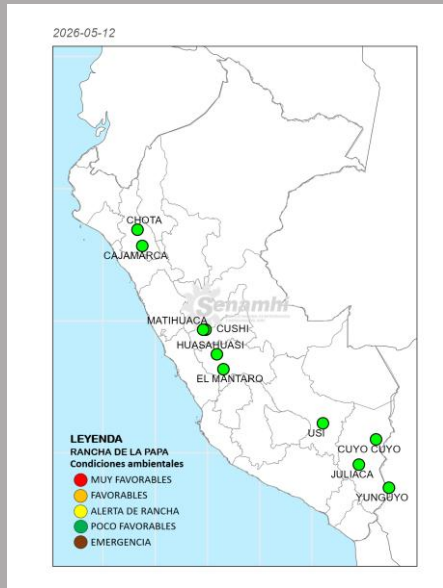 2026-05-12
CHOTA
CAJAMARCA
Senamhi
MATIHUACA
CUSHI
HUASAHUASI
EL MANTARO
USI
CUYO CUYO
JULIACA
YUNGUYO
LEYENDA
RANCHA DE LA PAPA
Condiciones ambientales
MUY FAVORABLES
FAVORABLES
ALERTA DE RANCHA
POCO FAVORABLES
EMERGENCIA